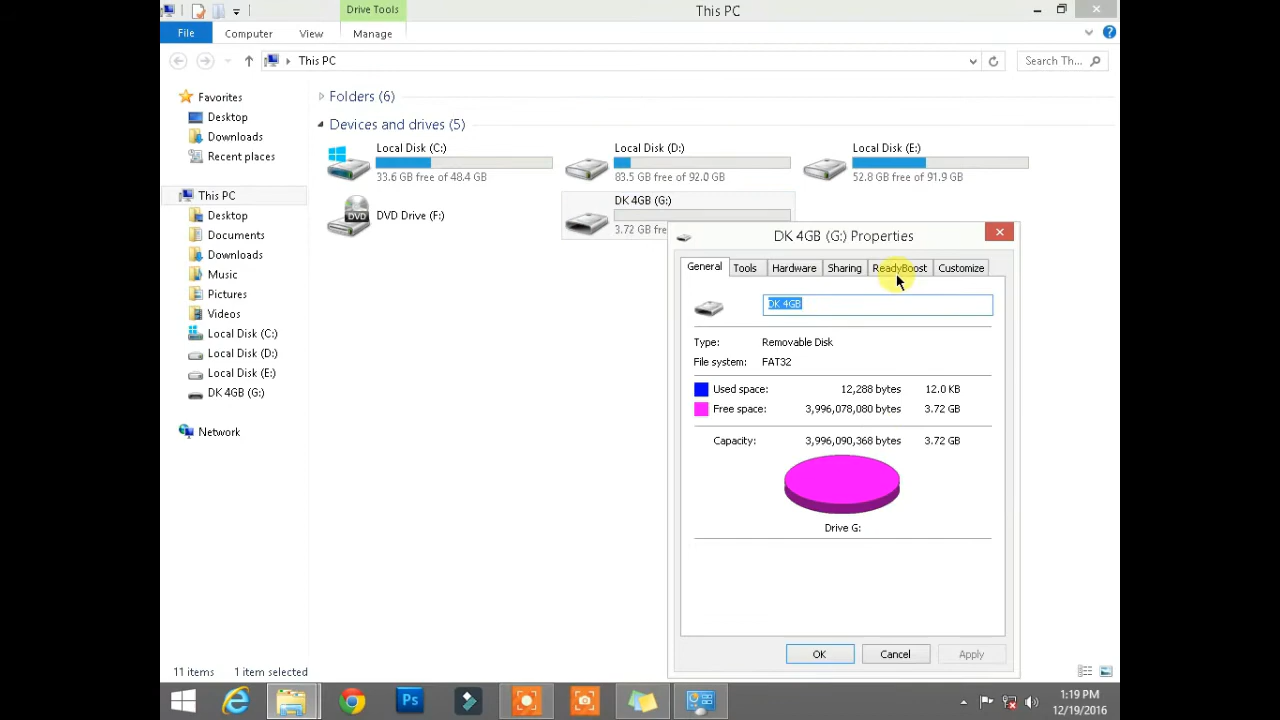 Drive Tools
This PC
File
Computer
View
Manage
This PC
Search Th...
Favorites
Desktop
Downloads
Recent places
This PC
Desktop
Documents
Downloads
Music
Pictures
Videos
Local Disk (C:)
Local Disk (D:)
Local Disk (E:)
DK 4GB (G:)
Network
Folders (6)
Devices and drives (5)
Local Disk (C:)
33.6 GB free of 48.4 GB
Local Disk (D:)
83.5 GB free of 92.0 GB
Local Disk (E:)
52.8 GB free of 91.9 GB
DVD
DVD Drive (F:)
DK 4GB (G:)
3.72 GB fre
DK 4GB (G:) Properties
General
Tools
Hardware
Sharing
ReadyBoost
Customize
DK 4GB
Type: Removable Disk
File system: FAT32
Used space: 12,288 bytes 12.0 KB
Free space: 3,996,078,080 bytes 3.72 GB
Capacity: 3,996,090,368 bytes 3.72 GB
Drive G:
OK
Cancel
Apply
11 items
1 item selected
Ps
1:19 PM
12/19/2016